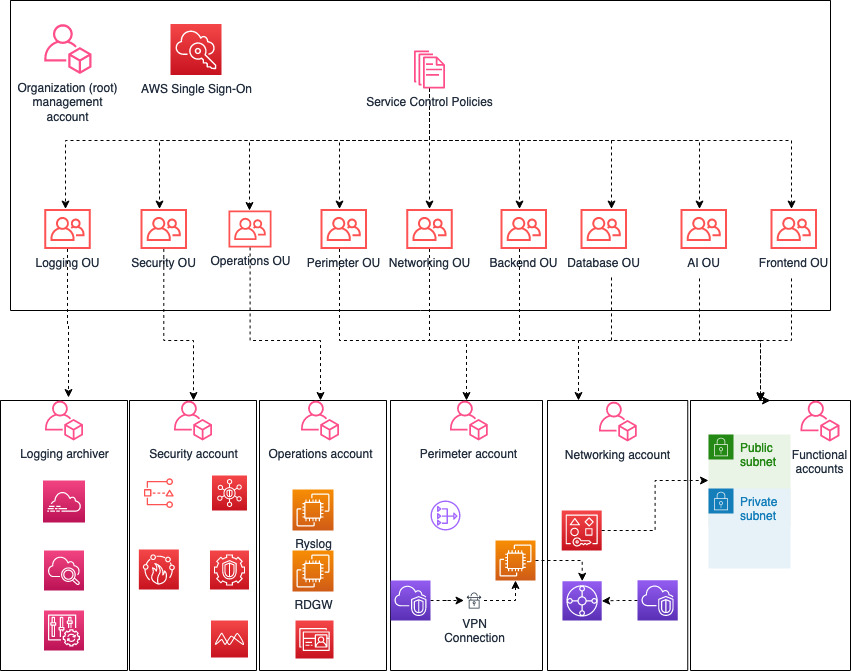 Organization (root)
management
account
AWS Single Sign-On
Service Control Policies
Logging OU
Security OU
Operations OU
Perimeter OU
Networking OU
Backend OU
Database OU
AI OU
Frontend OU
Logging archiver
Security account
Operations account
Perimeter account
Networking account
Functional
accounts
Public
subnet
Private
subnet
Ryslog
RDGW
VPN
Connection